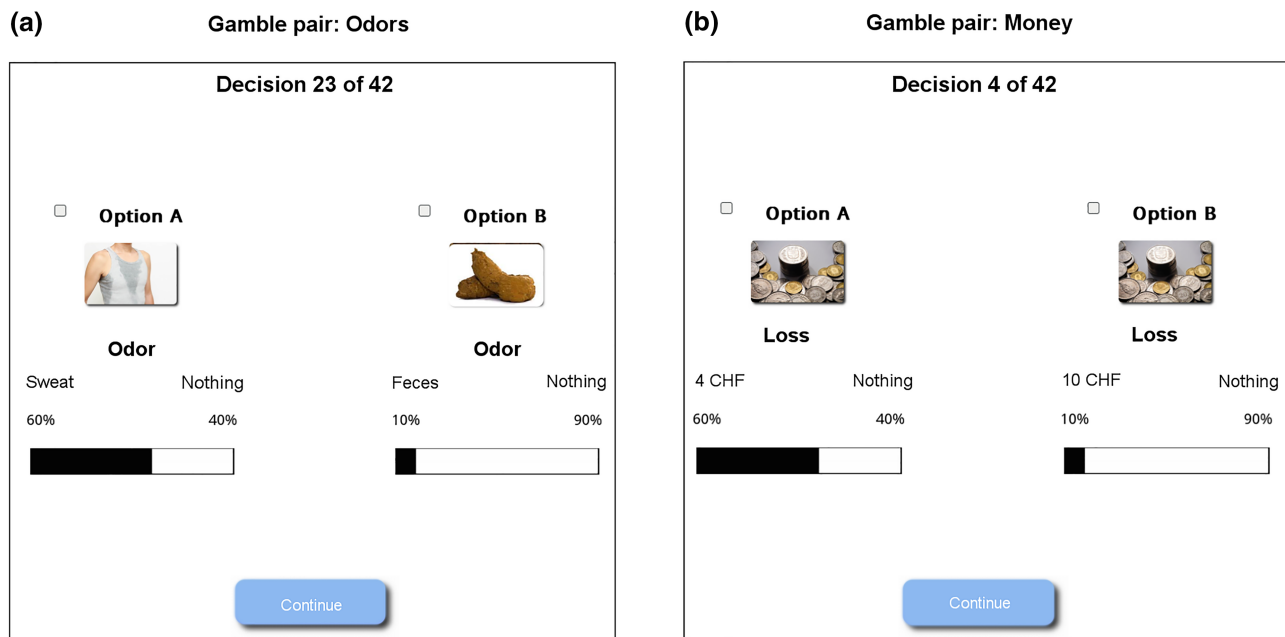 (a)
Gamble pair: Odors
Decision 23 of 42
Option A
Option B
Odor
Odor
Sweat Nothing
Feces Nothing
60% 40%
10% 90%
Continue
(b)
Gamble pair: Money
Decision 4 of 42
Option A
Option B
Loss
Loss
4 CHF Nothing
10 CHF Nothing
60% 40%
10% 90%
Continue